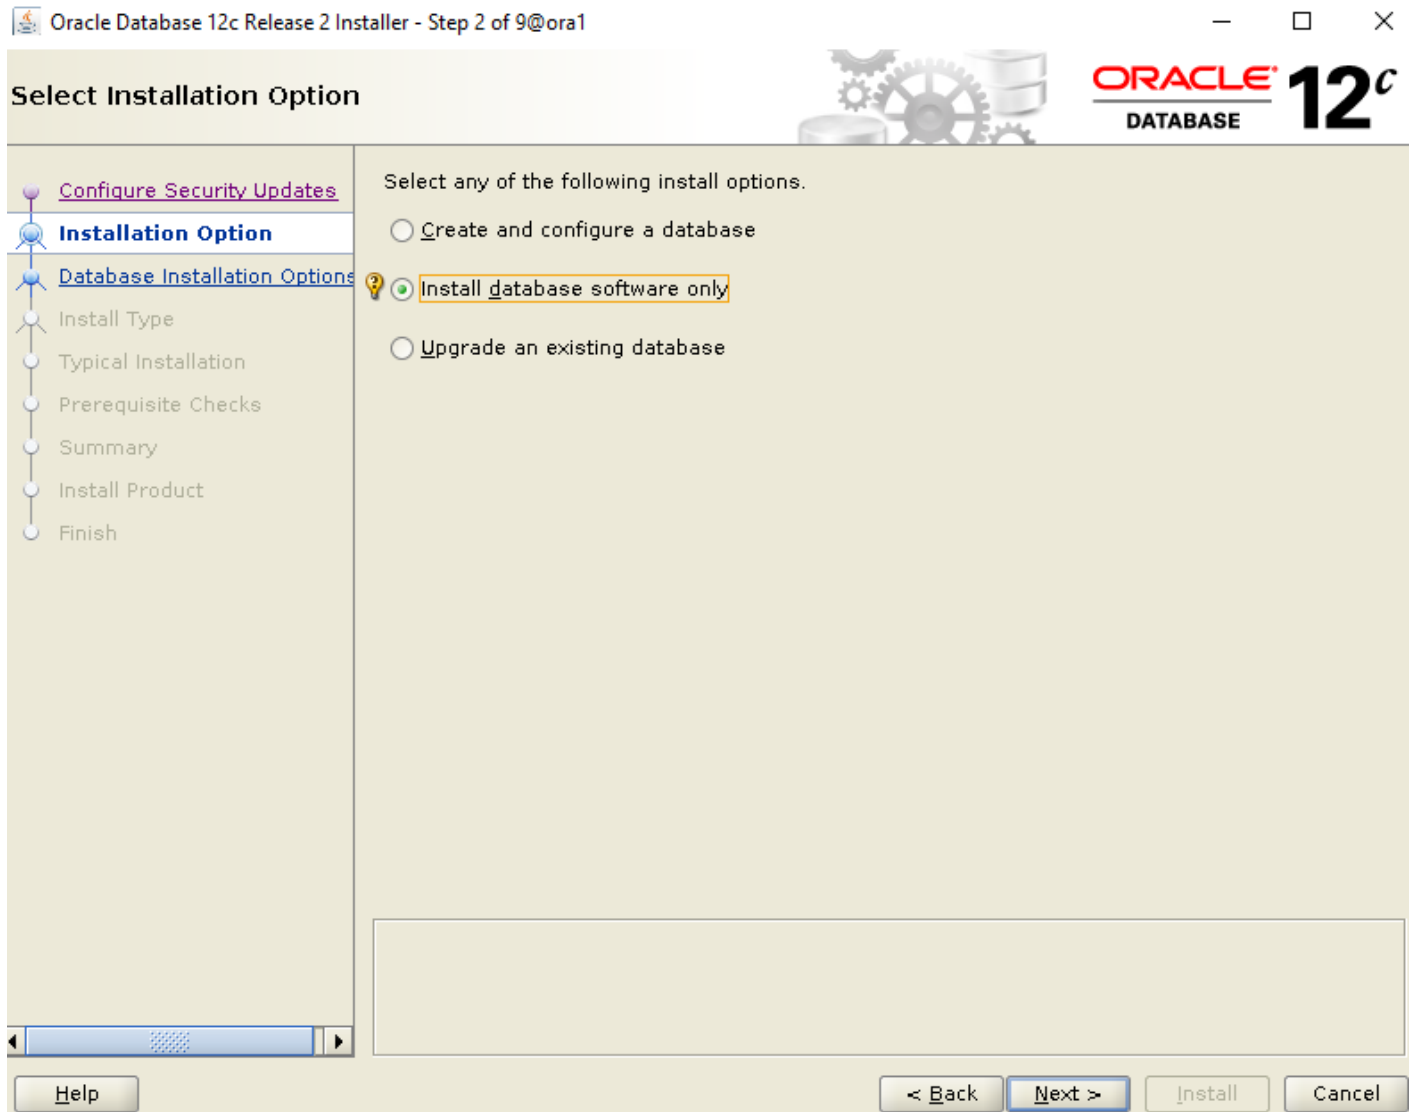 Oracle Database 12c Release 2 Installer - Step 2 of 9@ora1
Select Installation Option
ORACLE 12c
DATABASE
Configure Security Updates
Installation Option
Database Installation Options
Install Type
Typical Installation
Prerequisite Checks
Summary
Install Product
Finish
Select any of the following install options.
Create and configure a database
Install database software only
Upgrade an existing database
Help
< Back
Next >
Install
Cancel